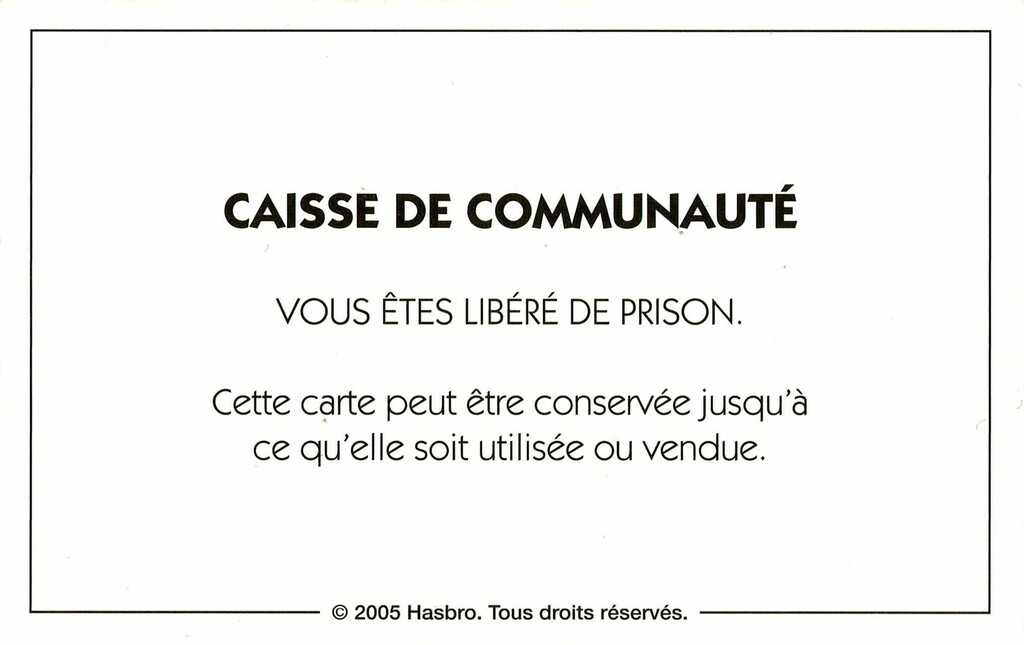 CAISSE DE COMMUNAUTÉ
VOUS ÊTES LIBÉRÉ DE PRISON.
Cette carte peut être conservée jusqu'à
ce qu'elle soit utilisée ou vendue.
© 2005 Hasbro. Tous droits réservés.